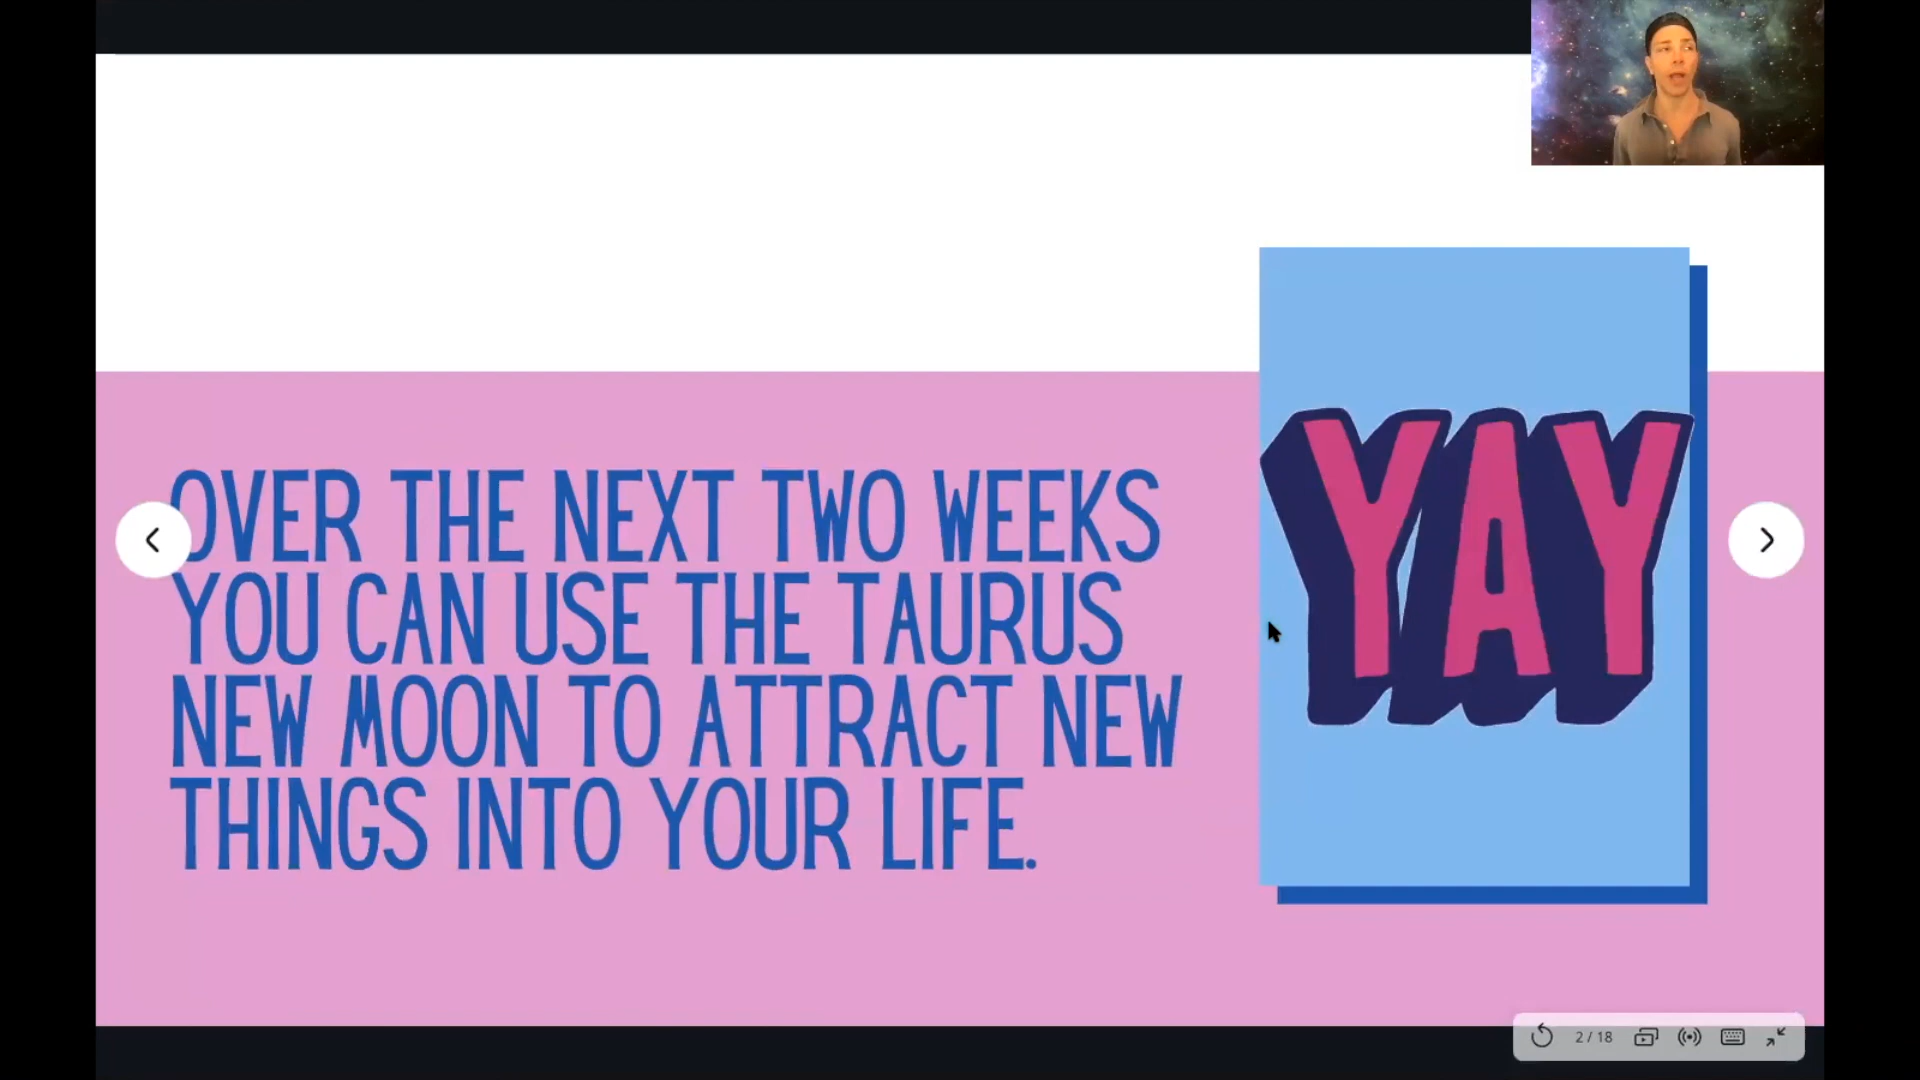 OVER THE NEXT TWO WEEKS
YOU CAN USE THE TAURUS
NEW MOON TO ATTRACT NEW
THINGS INTO YOUR LIFE.
YAY
2 / 18